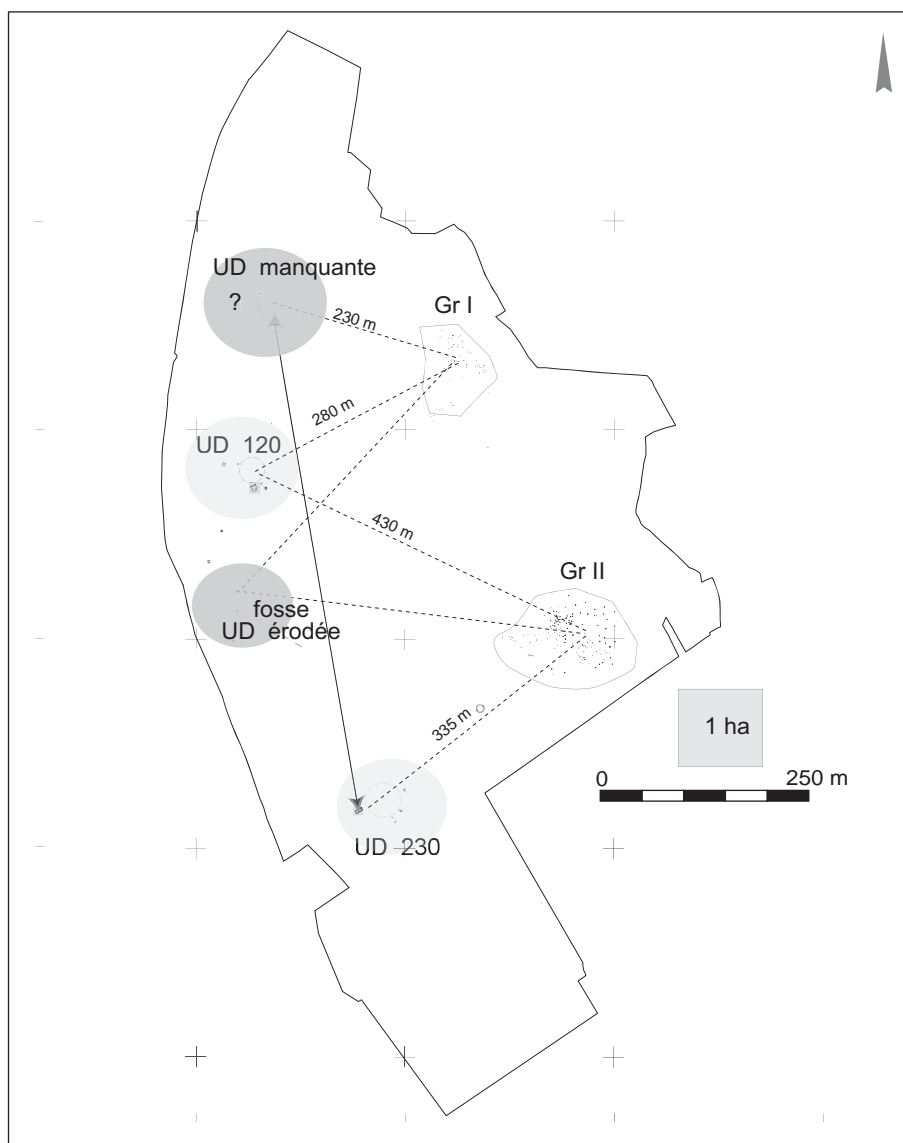 UD manquante
?
230 m
Gr I
280 m
UD 120
430 m
Gr II
fosse
UD érodée
335 m
1 ha
0 250 m
UD 230